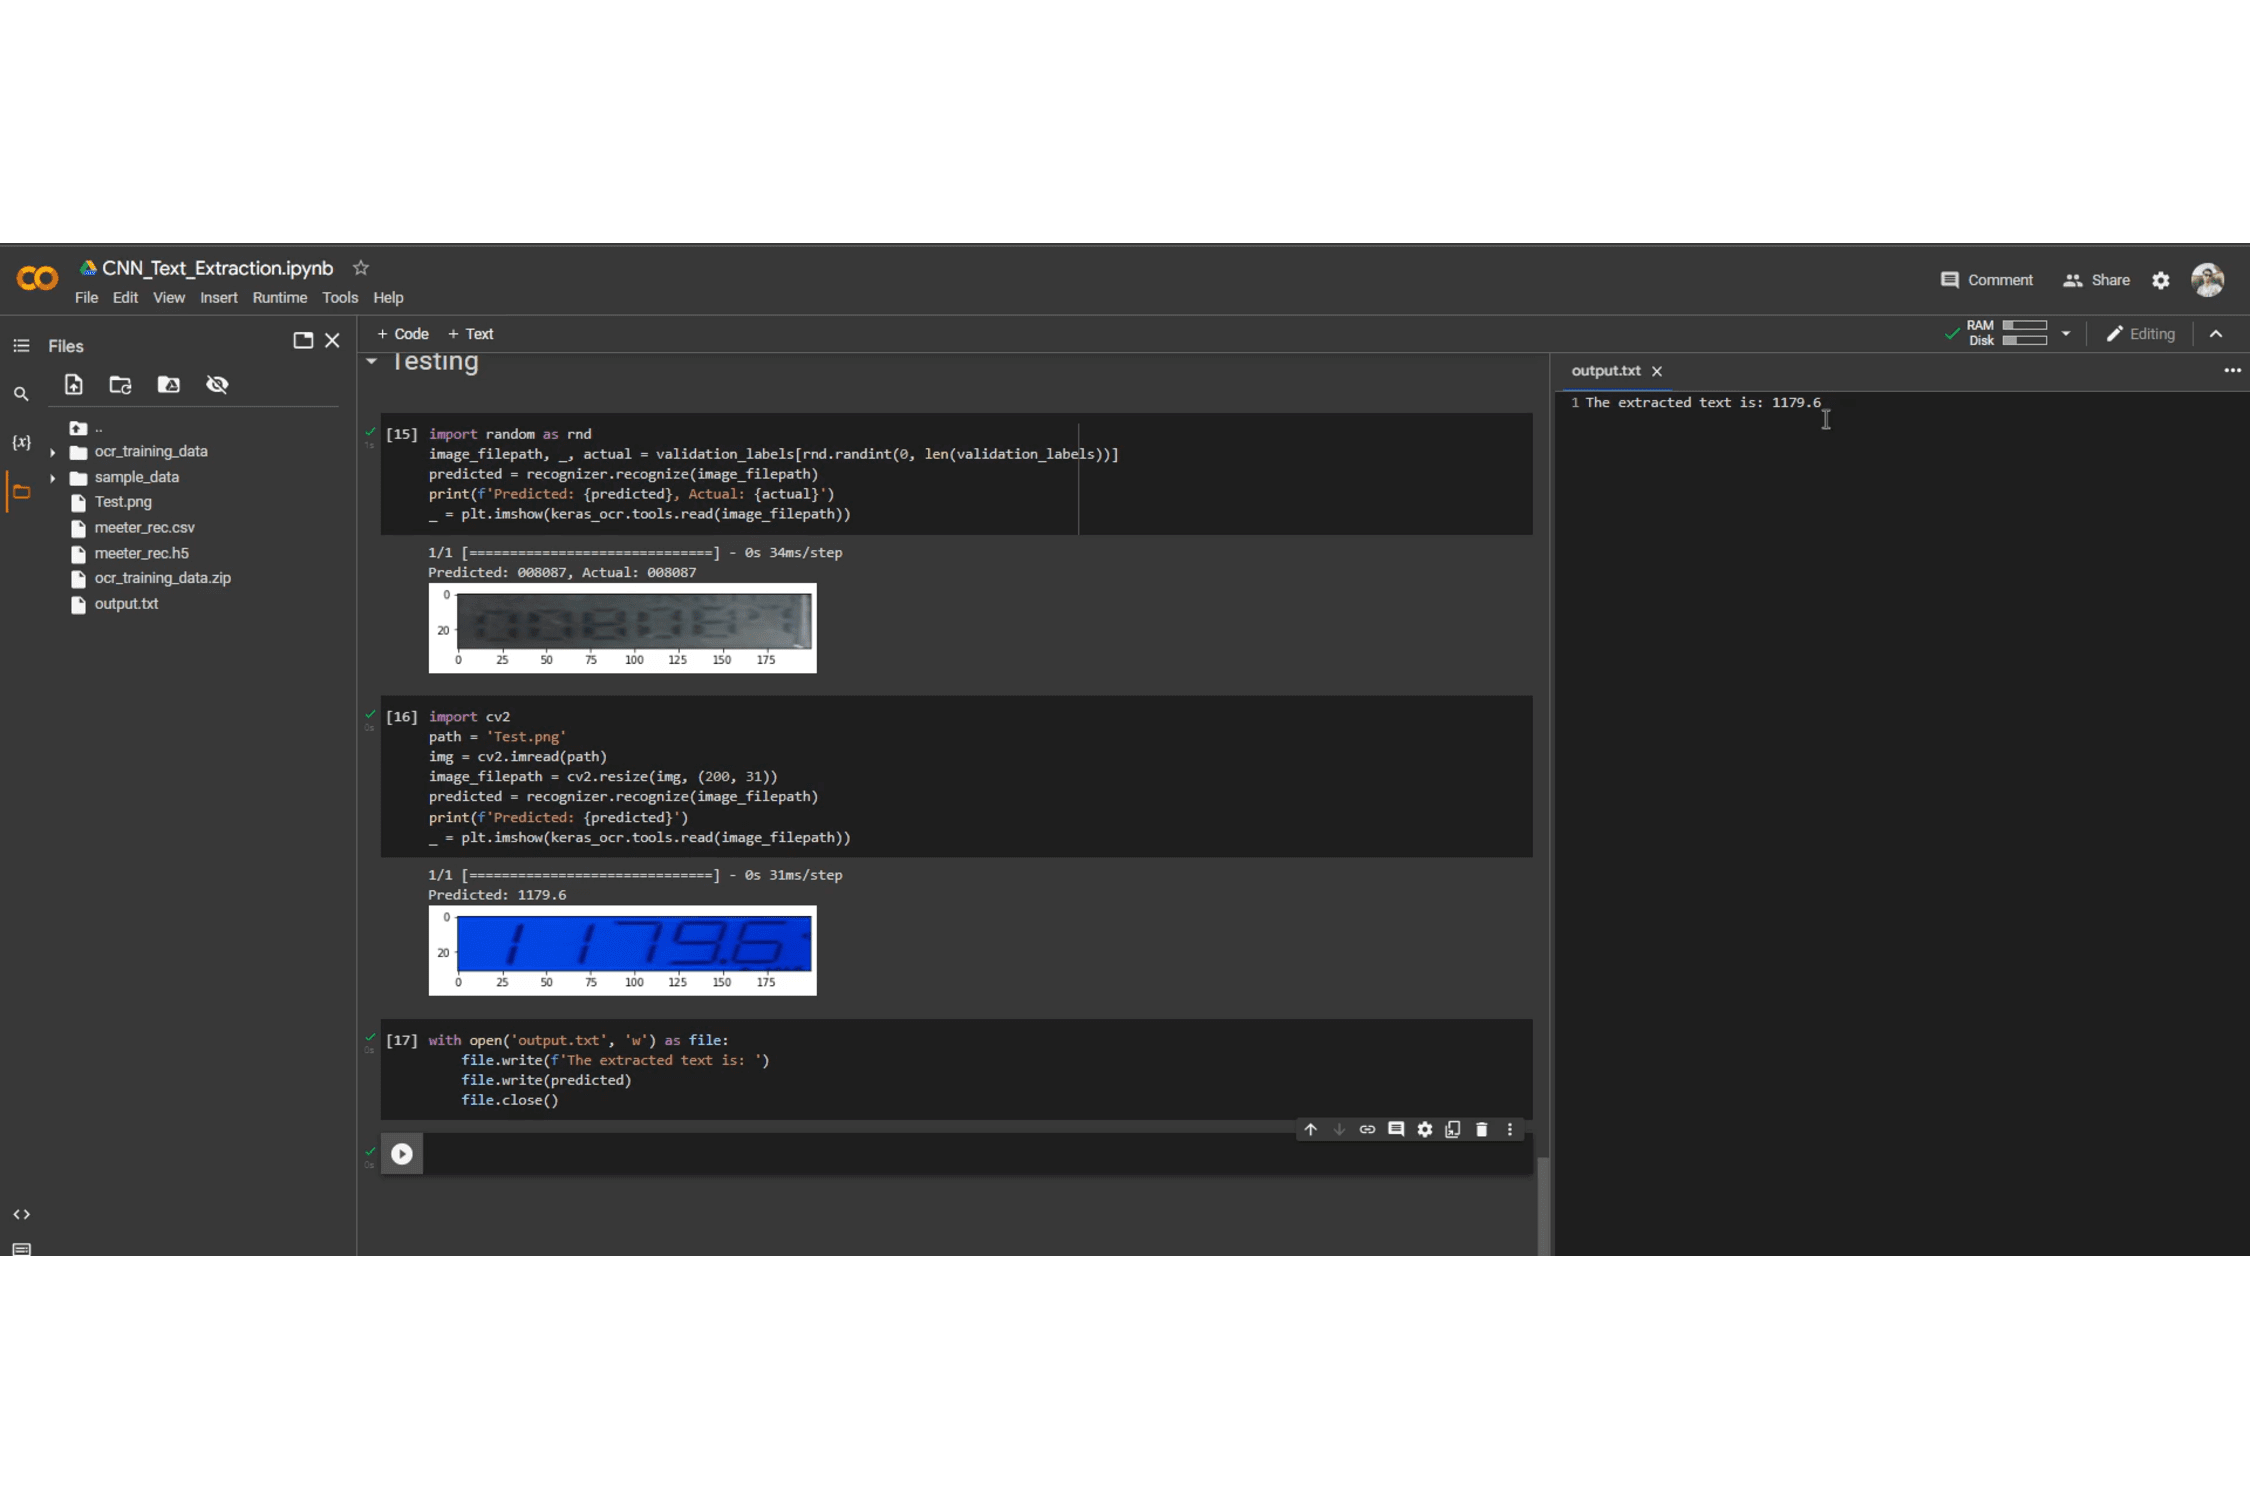 CNN_Text_Extraction.ipynb
File Edit View Insert Runtime Tools Help
Comment Share
Files
+ Code + Text
RAM
Disk
Editing
..
ocr_training_data
sample_data
Test.png
meeter_rec.csv
meeter_rec.h5
ocr_training_data.zip
output.txt
{x}
<>
Testing
[15] import random as rnd
image_filepath, _, actual = validation_labels[rnd.randint(0, len(validation_labels))]
predicted = recognizer.recognize(image_filepath)
print(f'Predicted: {predicted}, Actual: {actual}')
_ = plt.imshow(keras_ocr.tools.read(image_filepath))
1s
1/1 [==============================] - 0s 34ms/step
Predicted: 008087, Actual: 008087
0
20
0 25 50 75 100 125 150 175
[16] import cv2
path = 'Test.png'
img = cv2.imread(path)
image_filepath = cv2.resize(img, (200, 31))
predicted = recognizer.recognize(image_filepath)
print(f'Predicted: {predicted}')
_ = plt.imshow(keras_ocr.tools.read(image_filepath))
0s
1/1 [==============================] - 0s 31ms/step
Predicted: 1179.6
0
1179.6
20
0 25 50 75 100 125 150 175
[17] with open('output.txt', 'w') as file:
file.write(f'The extracted text is: ')
file.write(predicted)
file.close()
0s
0s
output.txt
1 The extracted text is: 1179.6